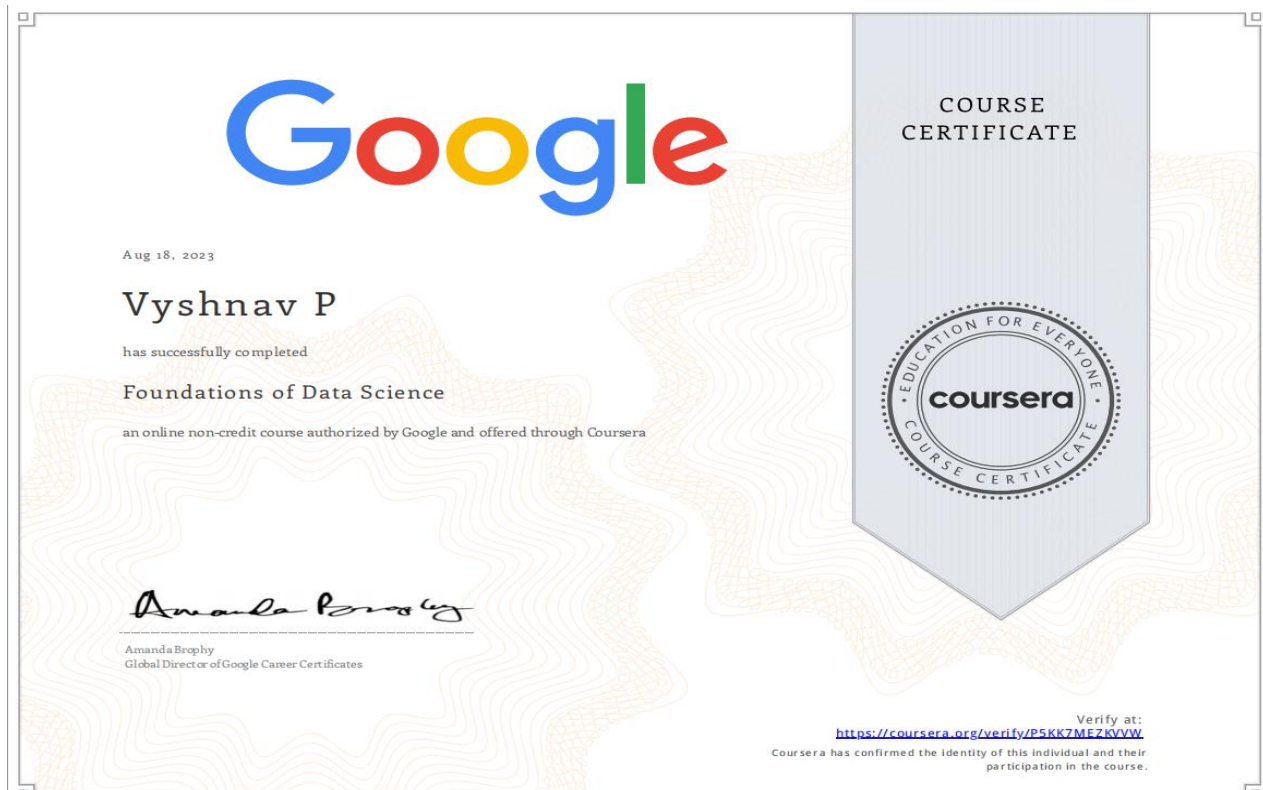 Google
COURSE
CERTIFICATE
Aug 18, 2023
Vyshnav P
has successfully completed
Foundations of Data Science
an online non-credit course authorized by Google and offered through Coursera
EDUCATION FOR EVERYONE
coursera
COURSE CERTIFICATE
Amanda Brophy
Amanda Brophy
Global Director of Google Career Certificates
Verify at:
https://coursera.org/verify/P5KK7MEZKVVW
Coursera has confirmed the identity of this individual and their
participation in the course.